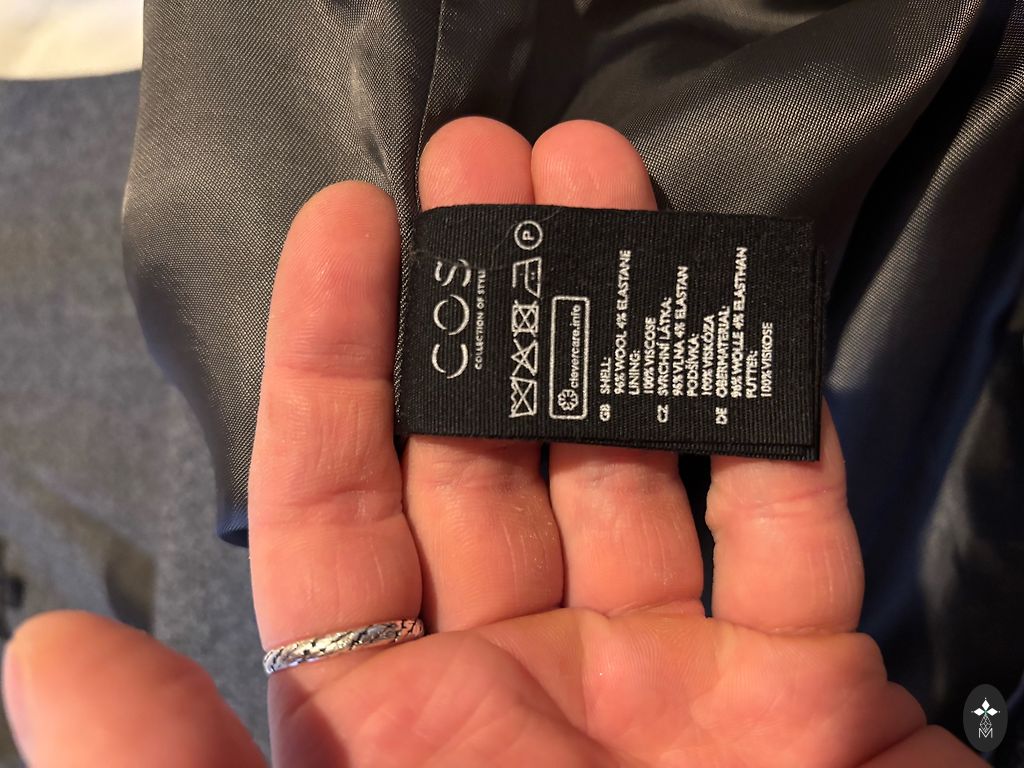 COS
COLLECTION OF STYLE
P
clevercare.info
GB SHELL:
96% WOOL 4% ELASTANE
LINING:
100% VISCOSE
CZ SVRCHNÍ LÁTKA:
96% VLNA 4% ELASTAN
PODŠÍVKA:
100% VISKÓZA
DE OBERMATERIAL:
96% WOLLE 4% ELASTHAN
FUTTER:
100% VISKOSE
M